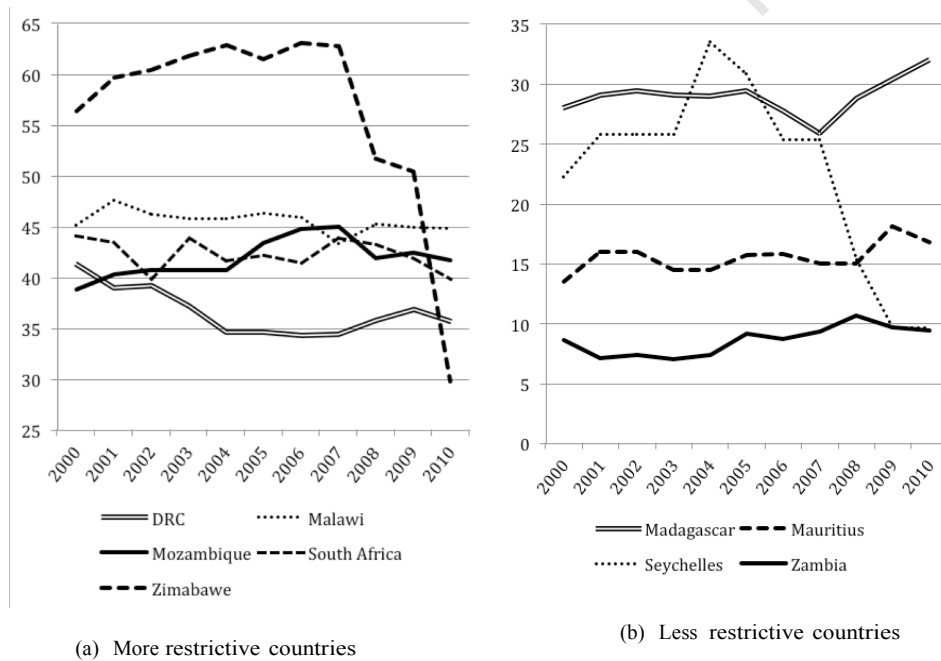 65
60
55
50
45
40
35
30
25
2000 2001 2002 2003 2004 2005 2006 2007 2008 2009 2010
DRC Malawi
Mozambique South Africa
Zimabawe
(a) More restrictive countries
35
30
25
20
15
10
5
0
2000 2001 2002 2003 2004 2005 2006 2007 2008 2009 2010
Madagascar Mauritius
Seychelles Zambia
(b) Less restrictive countries